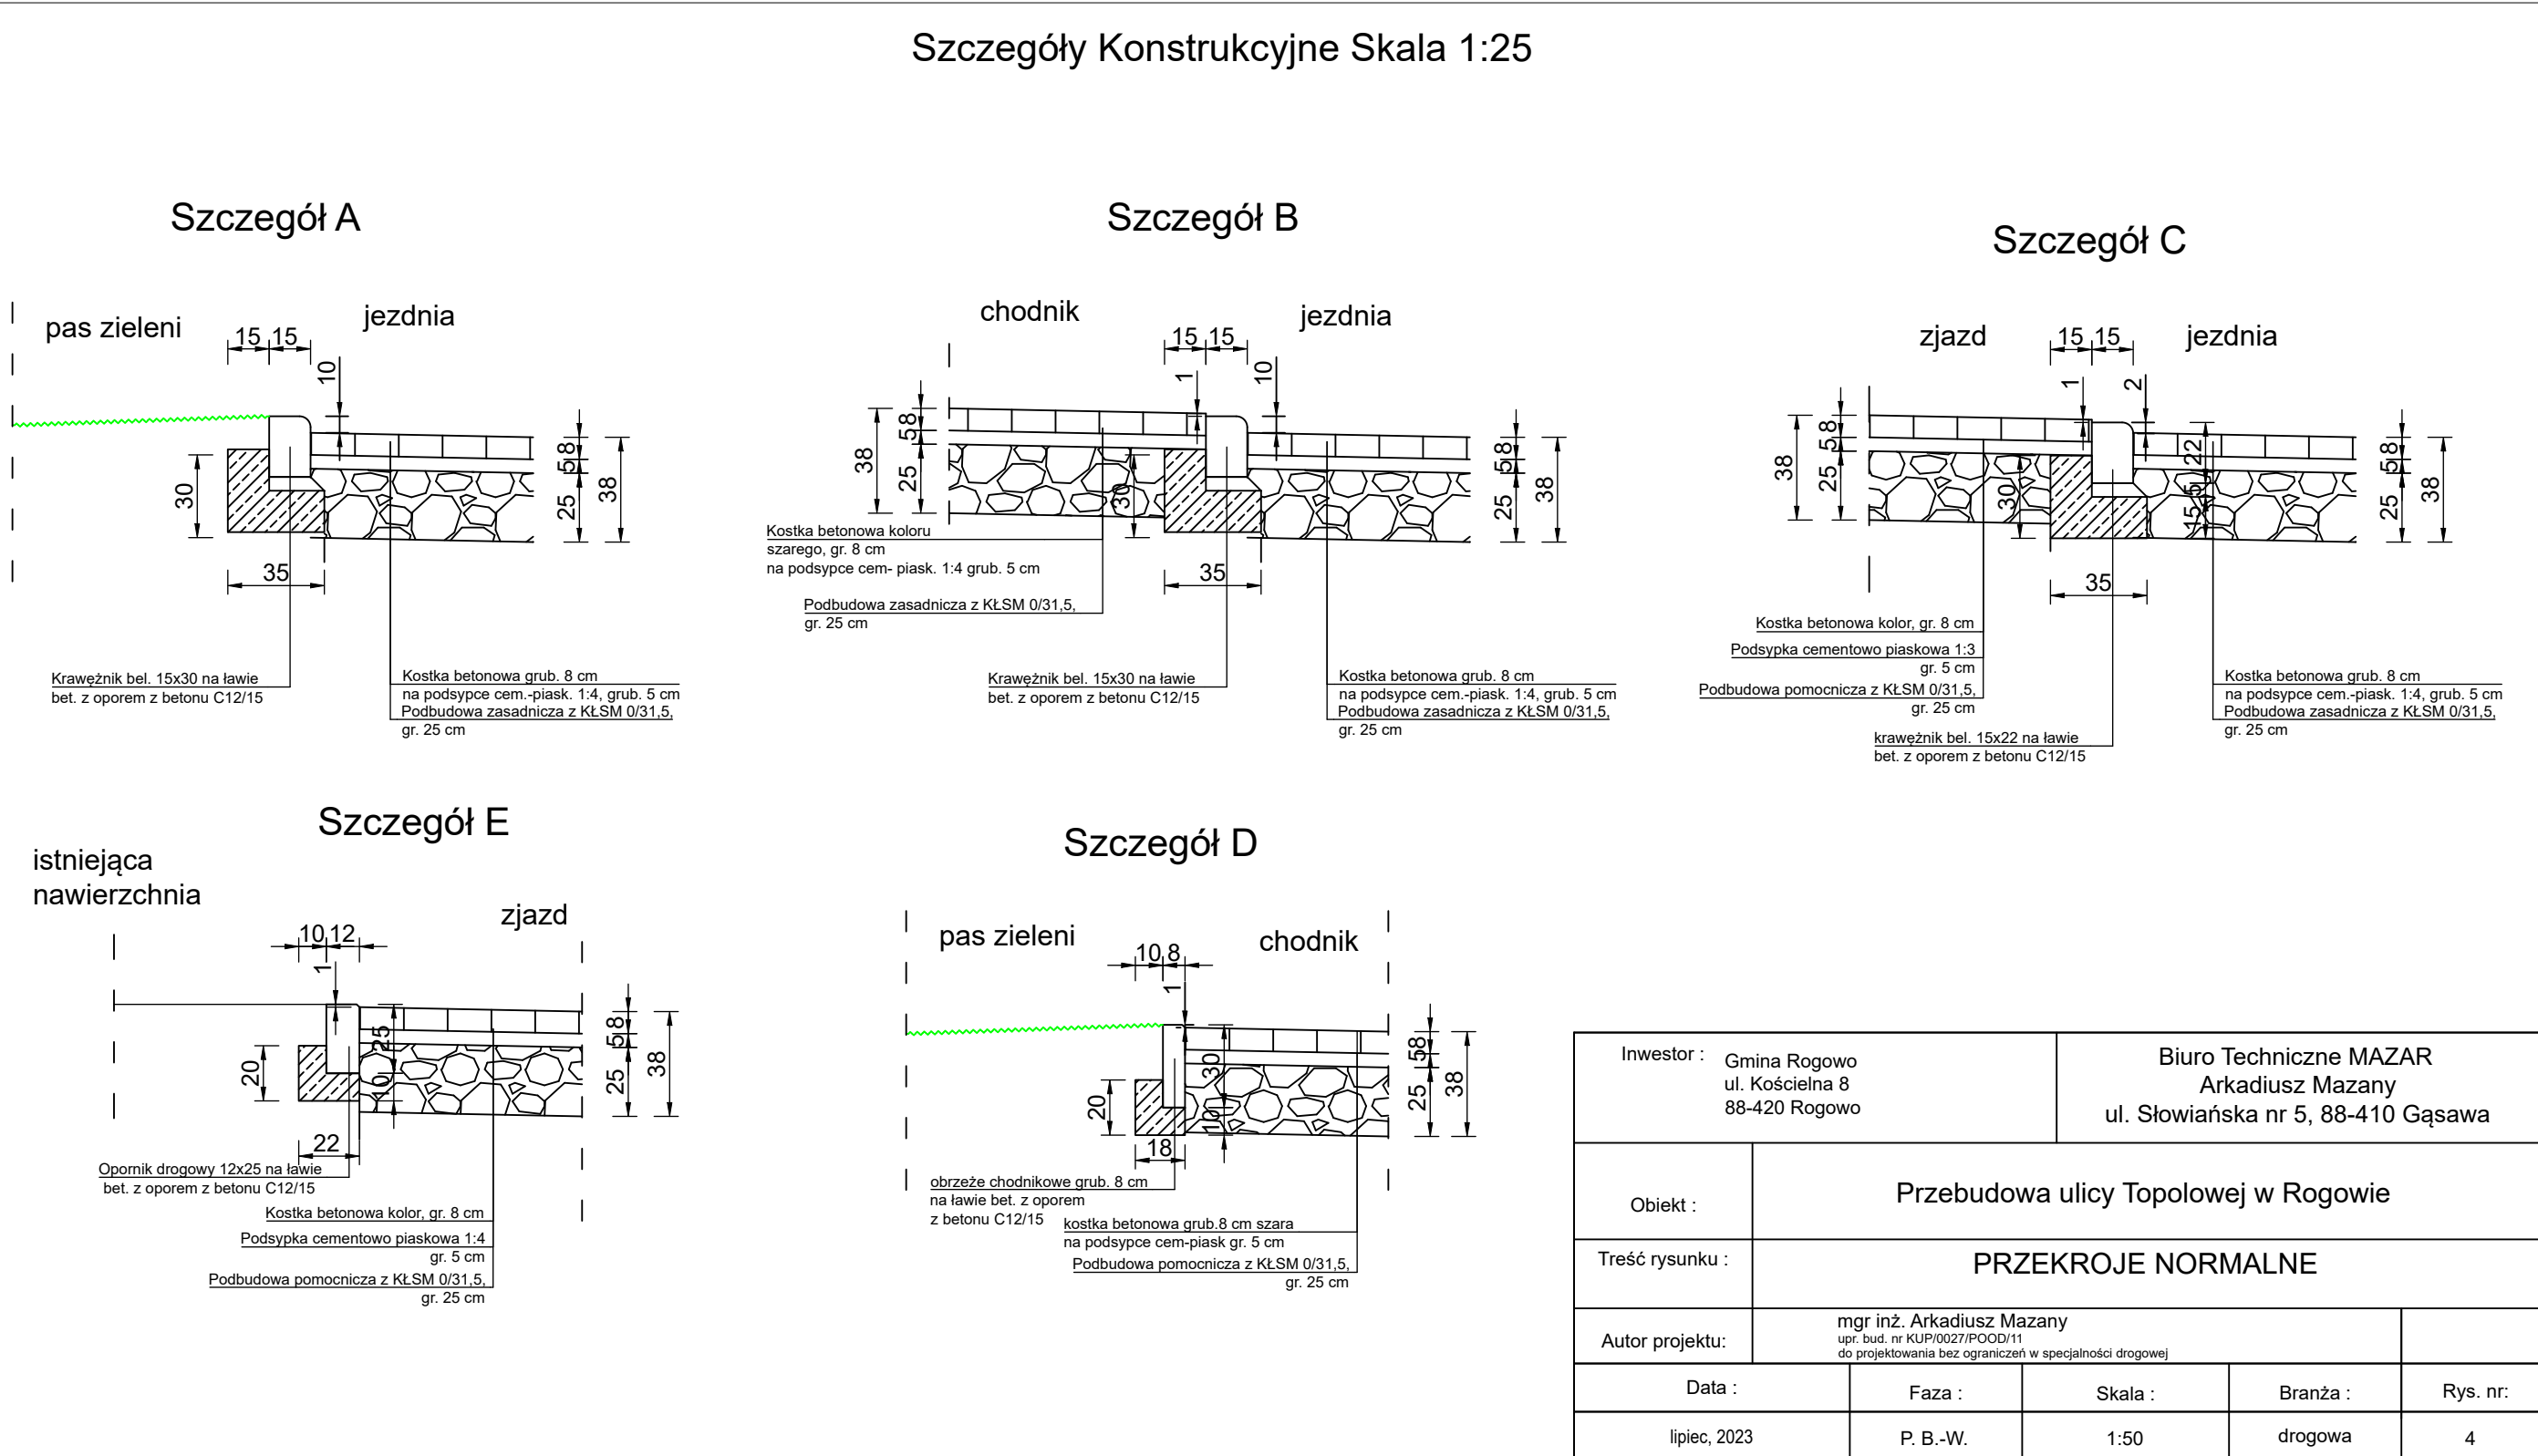 Szczegóły Konstrukcyjne Skala 1:25
Szczegół A
pas zieleni
jezdnia
15 15
10
30
5 8
25
38
35
Krawężnik bel. 15x30 na ławie
bet. z oporem z betonu C12/15
Kostka betonowa grub. 8 cm
na podsypce cem.-piask. 1:4, grub. 5 cm
Podbudowa zasadnicza z KŁSM 0/31,5,
gr. 25 cm
Szczegół B
chodnik
jezdnia
15 15
1
10
38
5 8
25
30
5 8
25
38
35
Kostka betonowa koloru
szarego, gr. 8 cm
na podsypce cem- piask. 1:4 grub. 5 cm
Podbudowa zasadnicza z KŁSM 0/31,5,
gr. 25 cm
Krawężnik bel. 15x30 na ławie
bet. z oporem z betonu C12/15
Kostka betonowa grub. 8 cm
na podsypce cem.-piask. 1:4, grub. 5 cm
Podbudowa zasadnicza z KŁSM 0/31,5,
gr. 25 cm
Szczegół C
zjazd
jezdnia
15 15
1
2
38
5 8
25
30
22
5
15
5 8
25
38
35
Kostka betonowa kolor, gr. 8 cm
Podsypka cementowo piaskowa 1:3
gr. 5 cm
Podbudowa pomocnicza z KŁSM 0/31,5,
gr. 25 cm
krawężnik bel. 15x22 na ławie
bet. z oporem z betonu C12/15
Kostka betonowa grub. 8 cm
na podsypce cem.-piask. 1:4, grub. 5 cm
Podbudowa zasadnicza z KŁSM 0/31,5,
gr. 25 cm
Szczegół E
istniejąca
nawierzchnia
zjazd
10 12
1
25
10
20
5 8
25
38
22
Opornik drogowy 12x25 na ławie
bet. z oporem z betonu C12/15
Kostka betonowa kolor, gr. 8 cm
Podsypka cementowo piaskowa 1:4
gr. 5 cm
Podbudowa pomocnicza z KŁSM 0/31,5,
gr. 25 cm
Szczegół D
pas zieleni
chodnik
10 8
1
30
10
20
5 8
25
38
18
obrzeże chodnikowe grub. 8 cm
na ławie bet. z oporem
z betonu C12/15
kostka betonowa grub.8 cm szara
na podsypce cem-piask gr. 5 cm
Podbudowa pomocnicza z KŁSM 0/31,5,
gr. 25 cm
Inwestor :
Gmina Rogowo
ul. Kościelna 8
88-420 Rogowo
Biuro Techniczne MAZAR
Arkadiusz Mazany
ul. Słowiańska nr 5, 88-410 Gąsawa
Obiekt :
Przebudowa ulicy Topolowej w Rogowie
Treść rysunku :
PRZEKROJE NORMALNE
Autor projektu:
mgr inż. Arkadiusz Mazany
upr. bud. nr KUP/0027/POOD/11
do projektowania bez ograniczeń w specjalności drogowej
Data :
Faza :
Skala :
Branża :
Rys. nr:
lipiec, 2023
P. B.-W.
1:50
drogowa
4